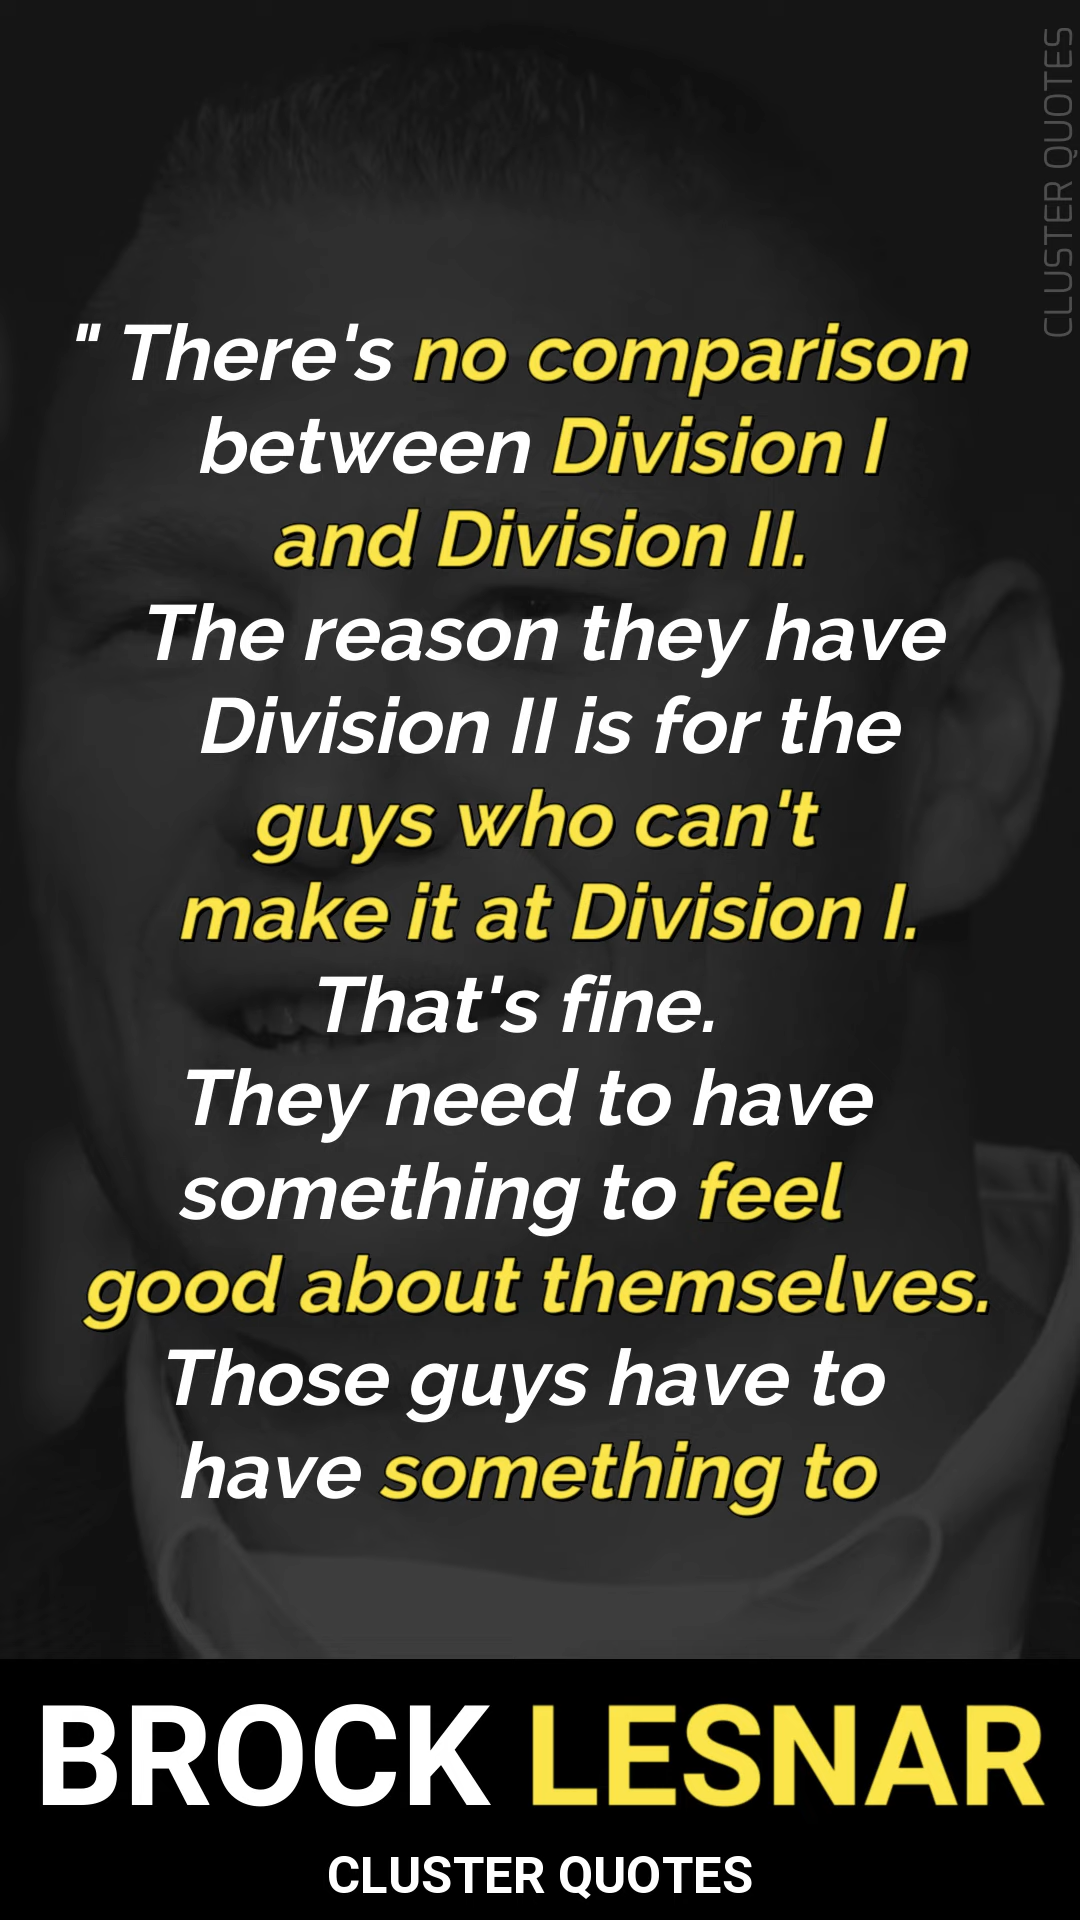 CLUSTER QUOTES
" There's no comparison
between Division I
and Division II.
The reason they have
Division II is for the
guys who can't
make it at Division I.
That's fine.
They need to have
something to feel
good about themselves.
Those guys have to
have something to
BROCK LESNAR
CLUSTER QUOTES